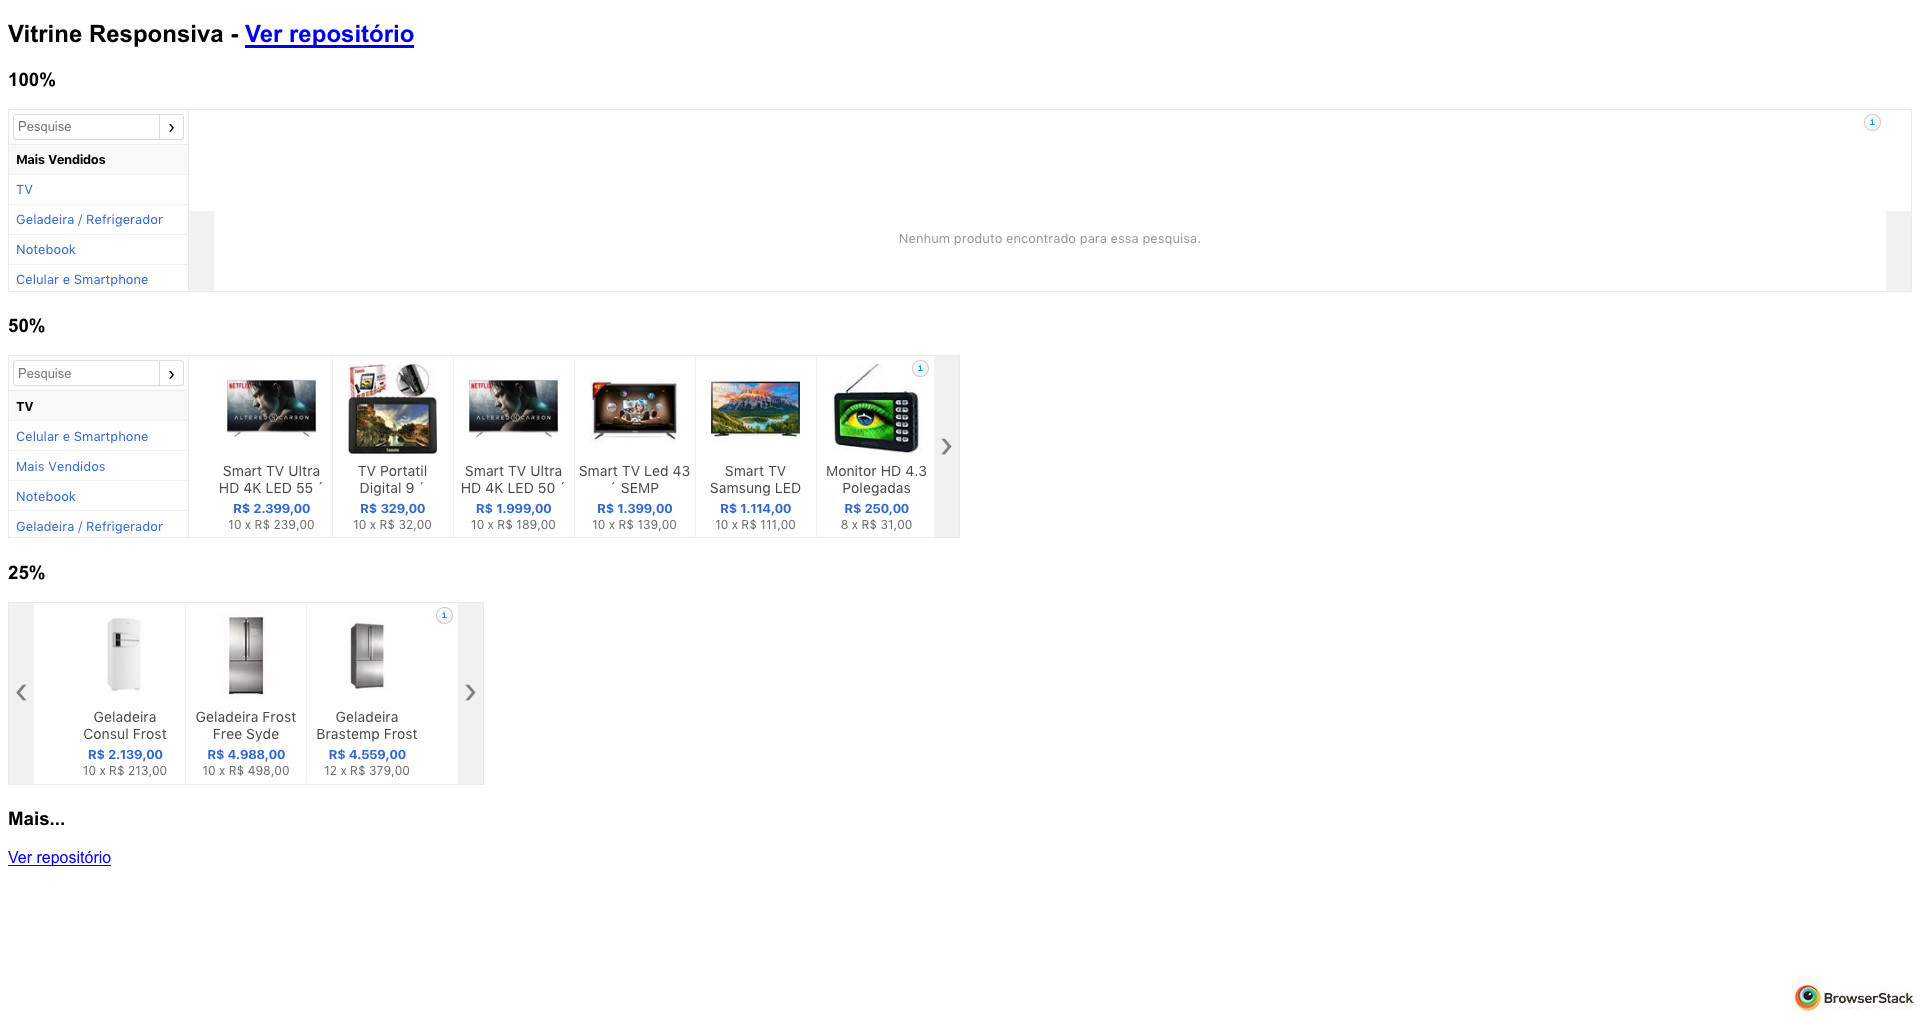 Vitrine Responsiva - Ver repositório
100%
Pesquise
Mais Vendidos
TV
Geladeira / Refrigerador
Notebook
Celular e Smartphone
Nenhum produto encontrado para essa pesquisa.
50%
Pesquise
TV
Celular e Smartphone
Mais Vendidos
Notebook
Geladeira / Refrigerador
NETFLIX
ALTERED CARBON
Smart TV Ultra
HD 4K LED 55 ´
R$ 2.399,00
10 x R$ 239,00
TV Portatil
Digital 9 ´
R$ 329,00
10 x R$ 32,00
NETFLIX
ALTERED CARBON
Smart TV Ultra
HD 4K LED 50 ´
R$ 1.999,00
10 x R$ 189,00
Smart TV Led 43
´ SEMP
R$ 1.399,00
10 x R$ 139,00
Smart TV
Samsung LED
R$ 1.114,00
10 x R$ 111,00
Monitor HD 4.3
Polegadas
R$ 250,00
8 x R$ 31,00
25%
Geladeira
Consul Frost
R$ 2.139,00
10 x R$ 213,00
Geladeira Frost
Free Syde
R$ 4.988,00
10 x R$ 498,00
Geladeira
Brastemp Frost
R$ 4.559,00
12 x R$ 379,00
Mais...
Ver repositório
BrowserStack